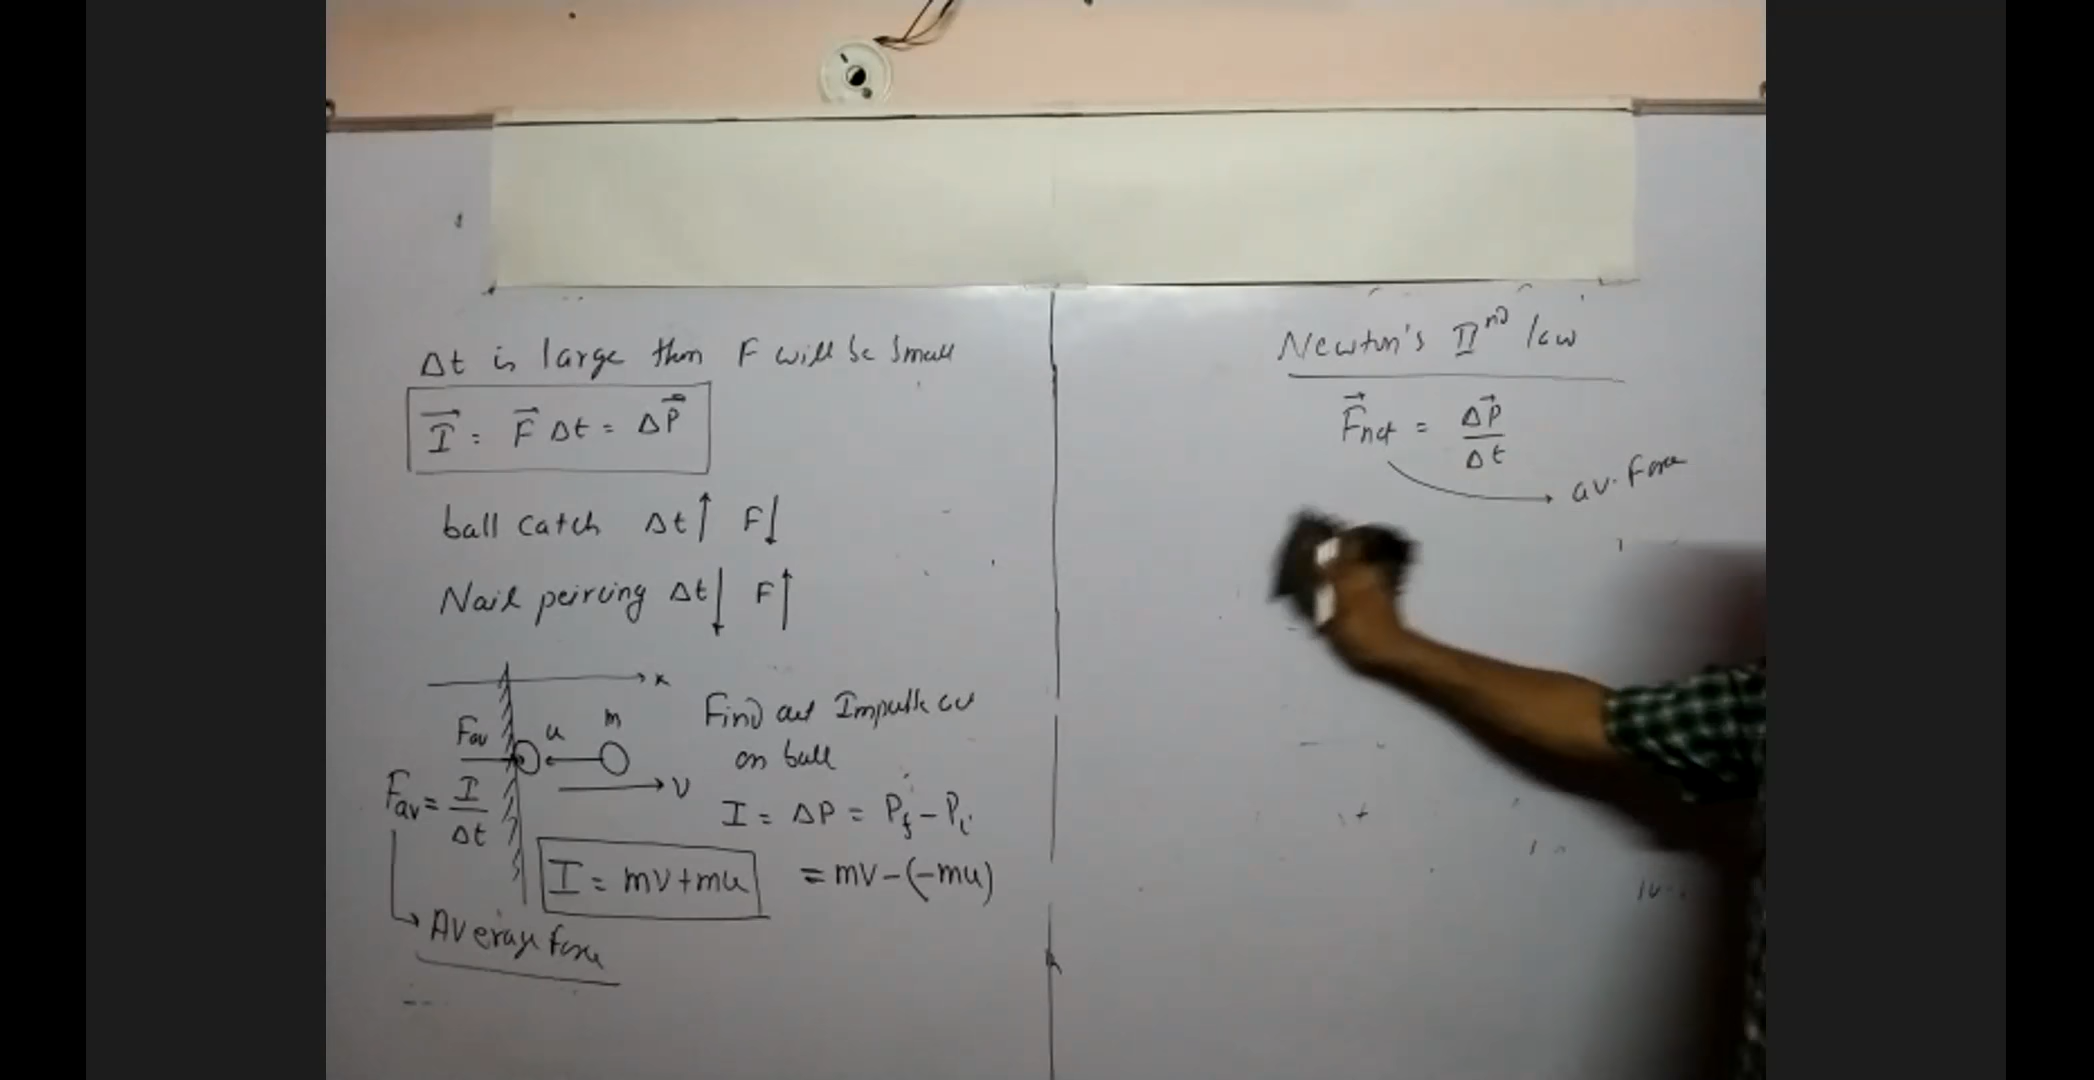 Δt is large then F will be small
I⃗ = F⃗ Δt = ΔP⃗
ball catch Δt↑ F↓
Nail peircing Δt↓ F↑
x
Fav u m
Find out Impulse
on ball
v
Fav = I/Δt
I = ΔP = Pf - Pi
I = mv+mu
= mv-(-mu)
Average force
Newton's IInd law
F⃗net = ΔP⃗/Δt
av. Force